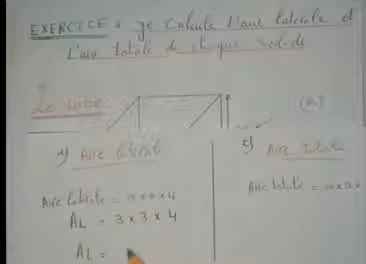 EXERCICE : Je Calcule l'aire latérale et
l'aire totale de chaque solide
Le cube
(a)
1) Aire latérale
2) Aire totale
Aire latérale = a x a x 4
AL = 3 x 3 x 4
AL =
Aire totale = a x a x